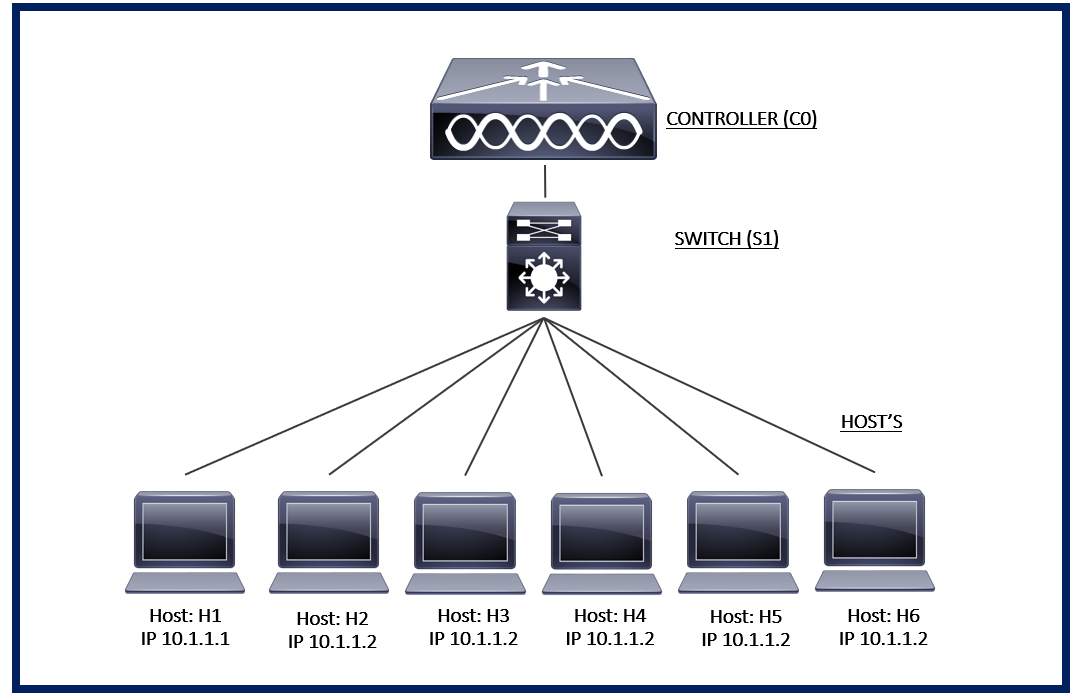 CONTROLLER (C0)
SWITCH (S1)
HOST'S
Host: H1
IP 10.1.1.1
Host: H2
IP 10.1.1.2
Host: H3
IP 10.1.1.2
Host: H4
IP 10.1.1.2
Host: H5
IP 10.1.1.2
Host: H6
IP 10.1.1.2